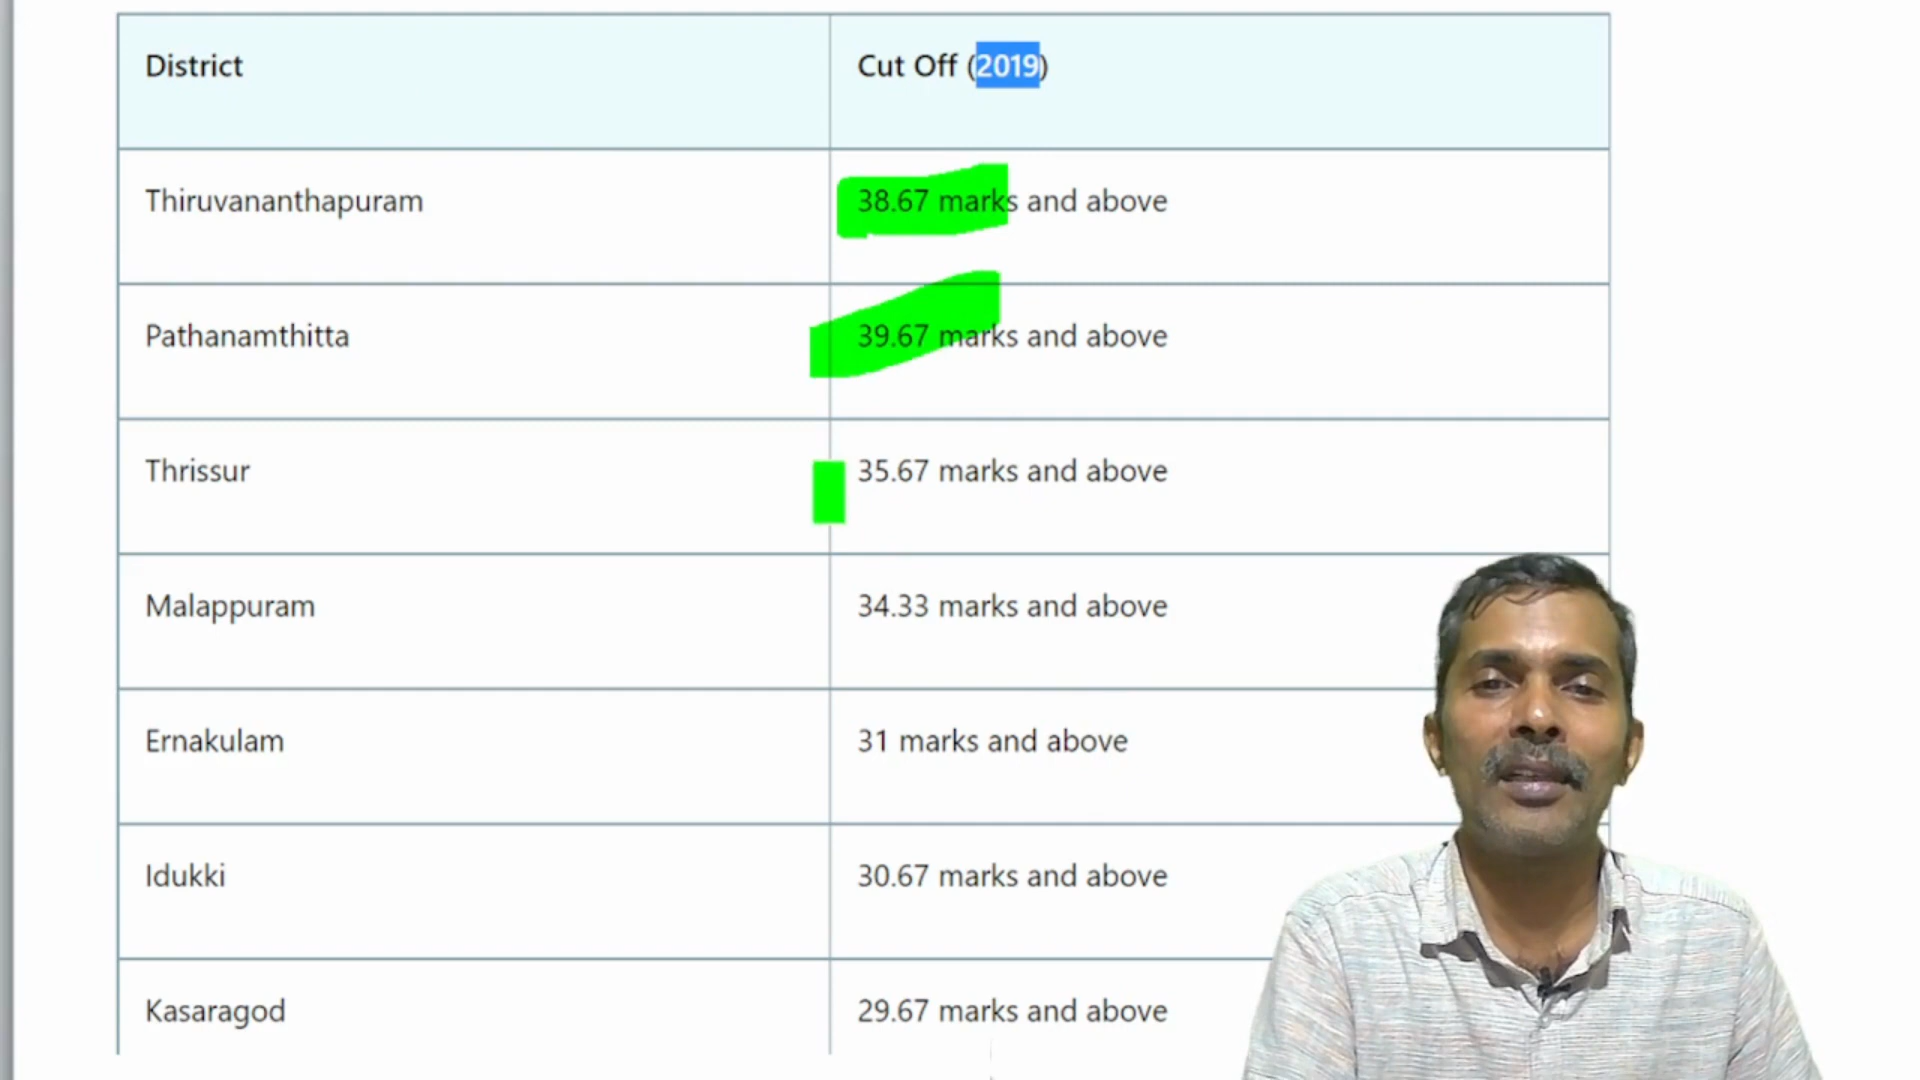 District Cut Off (2019)
Thiruvananthapuram 38.67 marks and above
Pathanamthitta 39.67 marks and above
Thrissur 35.67 marks and above
Malappuram 34.33 marks and above
Ernakulam 31 marks and above
Idukki 30.67 marks and above
Kasaragod 29.67 marks and above